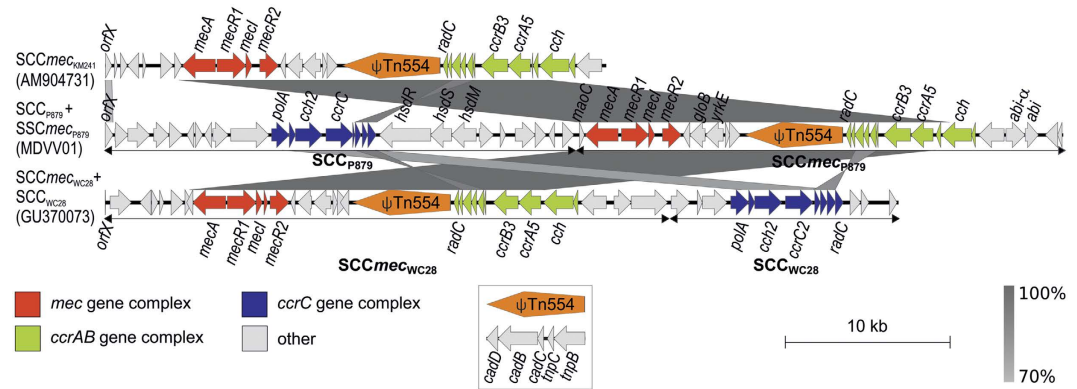 orfX
mecA
mecR1
mecI
mecR2
radC
ccrB3
ccrA5
cch
SCCmecKM241
(AM904731)
ψTn554
orfX
polA
cch2
ccrC
hsdR
hsdS
hsdM
maoC
mecA
mecR1
mecI
mecR2
gloB
yrkE
radC
ccrB3
ccrA5
cch
abi-α
abi
SCCP879+
SSCmecP879
(MDVV01)
ψTn554
SCCP879
SCCmecP879
SCCmecWC28+
SCCWC28
(GU370073)
ψTn554
orfX
mecA
mecR1
mecI
mecR2
radC
ccrB3
ccrA5
cch
polA
cch2
ccrC2
radC
SCCmecWC28
SCCWC28
mec gene complex
ccrC gene complex
ccrAB gene complex
other
ψTn554
cadD
cadB
cadC
tnpC
tnpB
10 kb
100%
70%